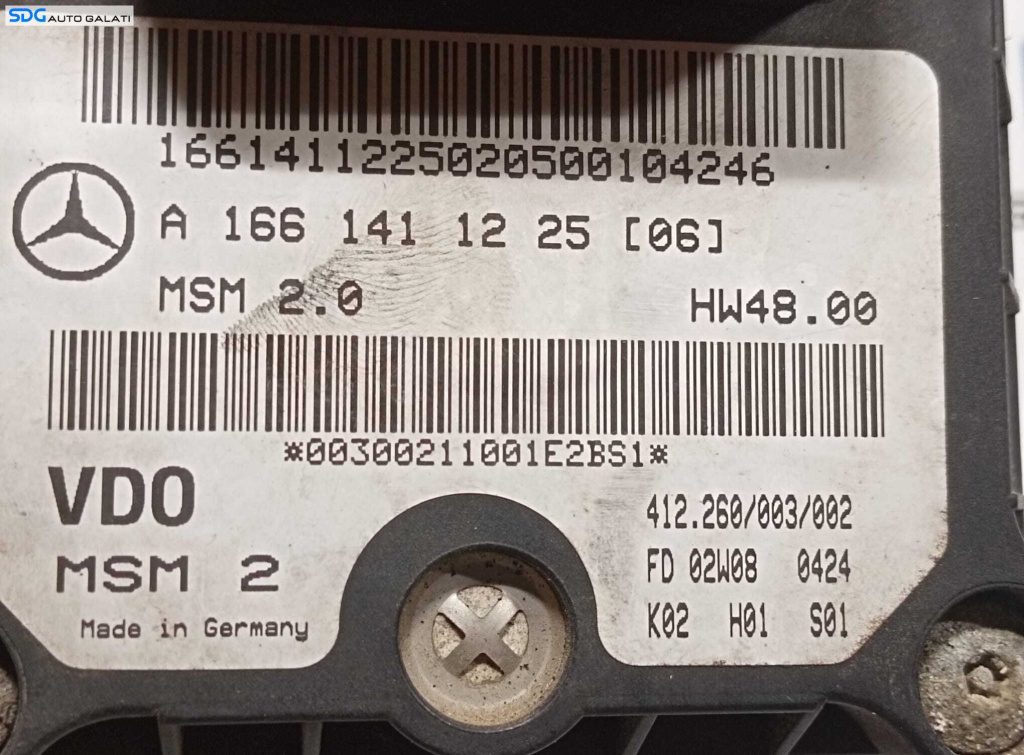 SDG AUTO GALATI
1661411225020500104246
A 166 141 12 25 [06]
MSM 2.0 HW48.00
*00300211001E2BS1*
VDO
MSM 2
Made in Germany
412.260/003/002
FD 02W08 0424
K02 H01 S01